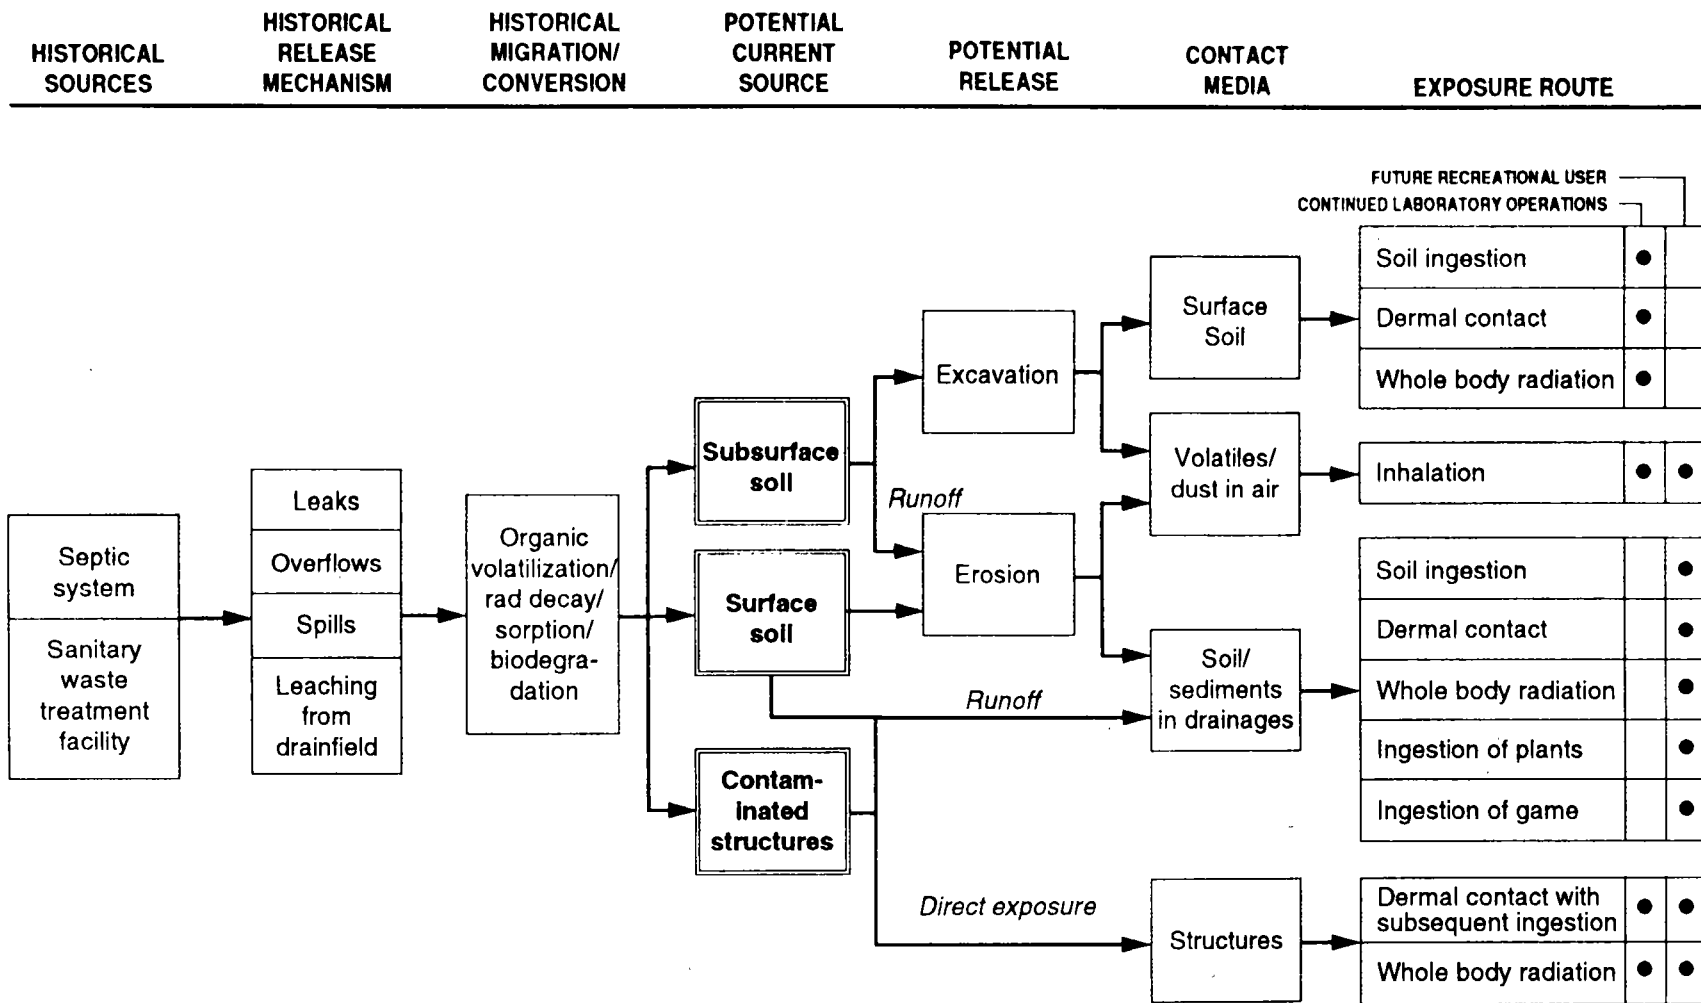 HISTORICAL
SOURCES
HISTORICAL
RELEASE
MECHANISM
HISTORICAL
MIGRATION/
CONVERSION
POTENTIAL
CURRENT
SOURCE
POTENTIAL
RELEASE
CONTACT
MEDIA
EXPOSURE ROUTE
FUTURE RECREATIONAL USER
CONTINUED LABORATORY OPERATIONS
Septic
system
Sanitary
waste
treatment
facility
Leaks
Overflows
Spills
Leaching
from
drainfield
Organic
volatilization/
rad decay/
sorption/
biodegra-
dation
Subsurface
soil
Surface
soil
Contam-
inated
structures
Excavation
Runoff
Erosion
Runoff
Direct exposure
Surface
Soil
Volatiles/
dust in air
Soil/
sediments
in drainages
Structures
Soil ingestion
Dermal contact
Whole body radiation
Inhalation
Soil ingestion
Dermal contact
Whole body radiation
Ingestion of plants
Ingestion of game
Dermal contact with
subsequent ingestion
Whole body radiation